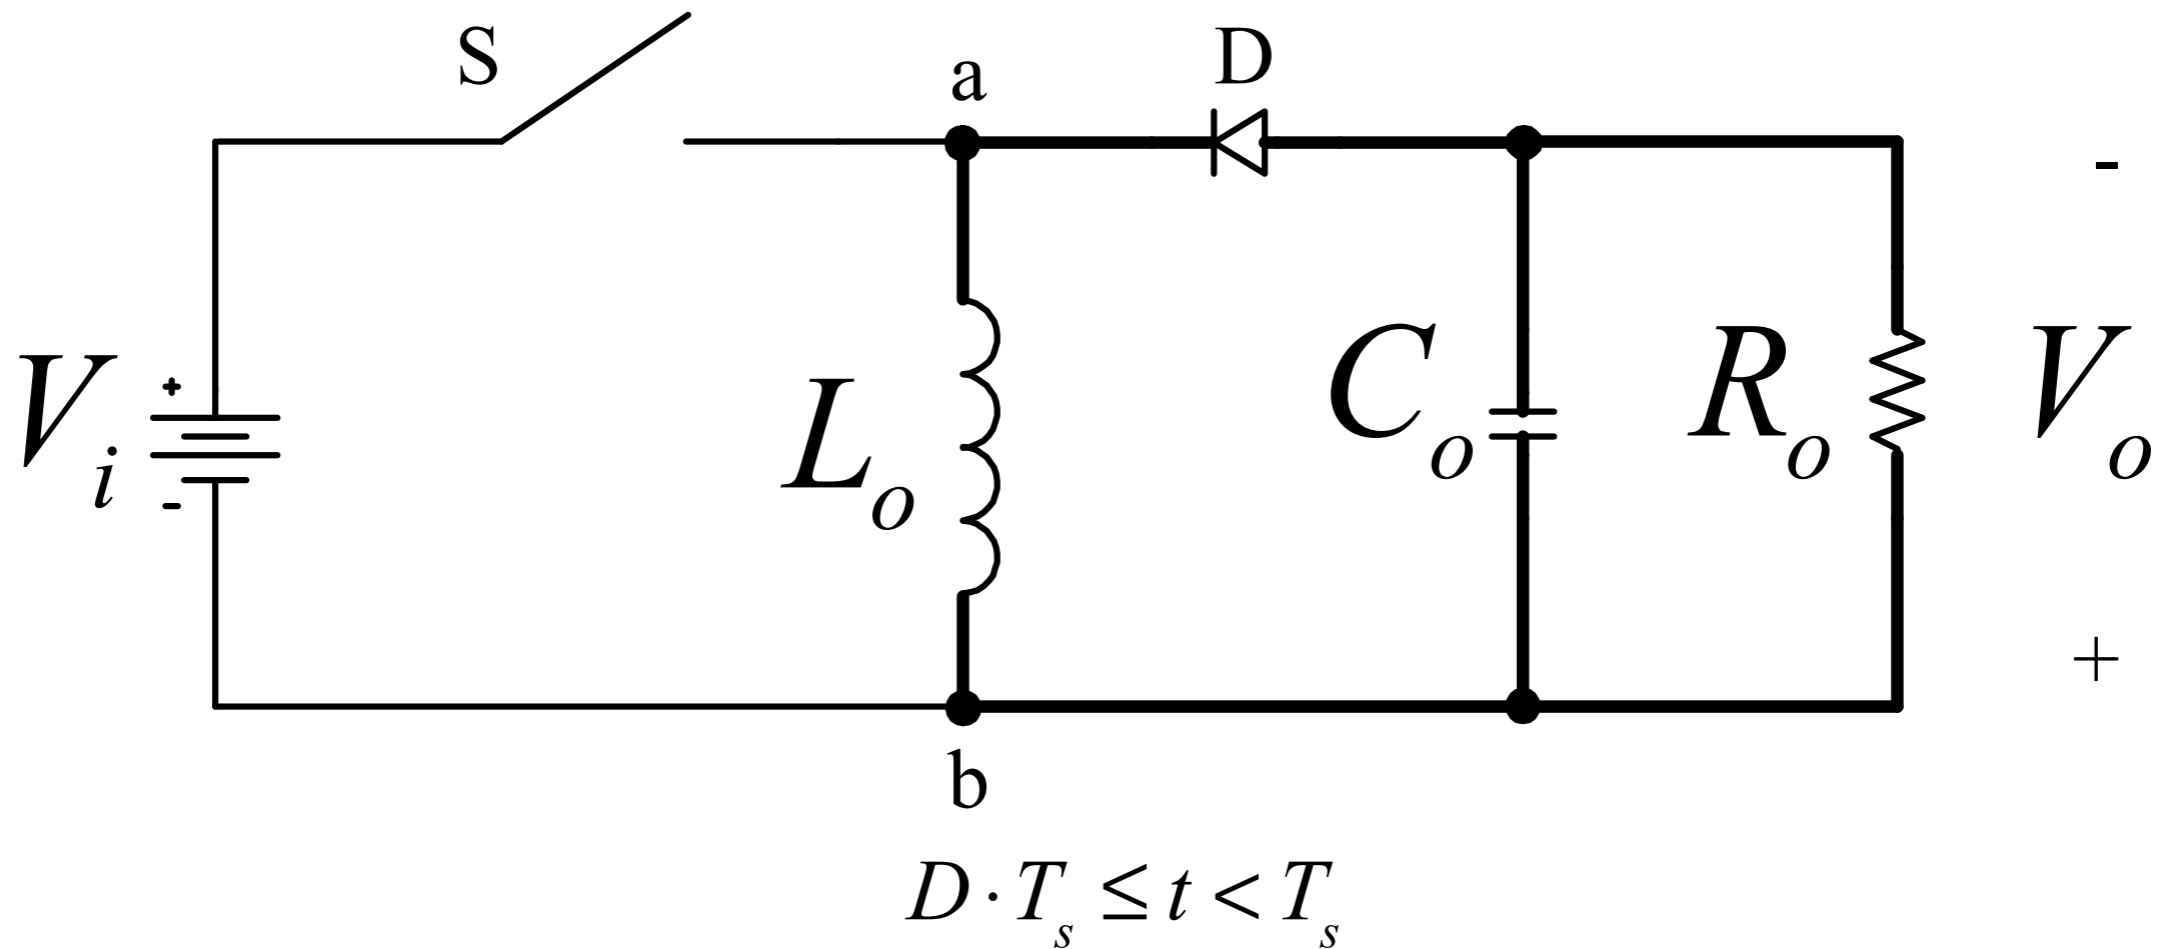 S
a
D
-
V_i
+
-
L_o
C_o
R_o
V_o
+
b
D · T_s ≤ t < T_s